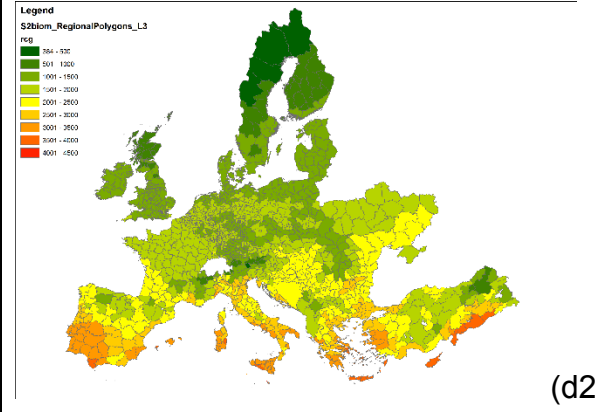 Legend
S2biom_RegionalPolygons_L3
rcg
384 - 500
501 - 1000
1001 - 1500
1501 - 2000
2001 - 2500
2501 - 3000
3001 - 3500
3501 - 4000
4001 - 4500
(d2